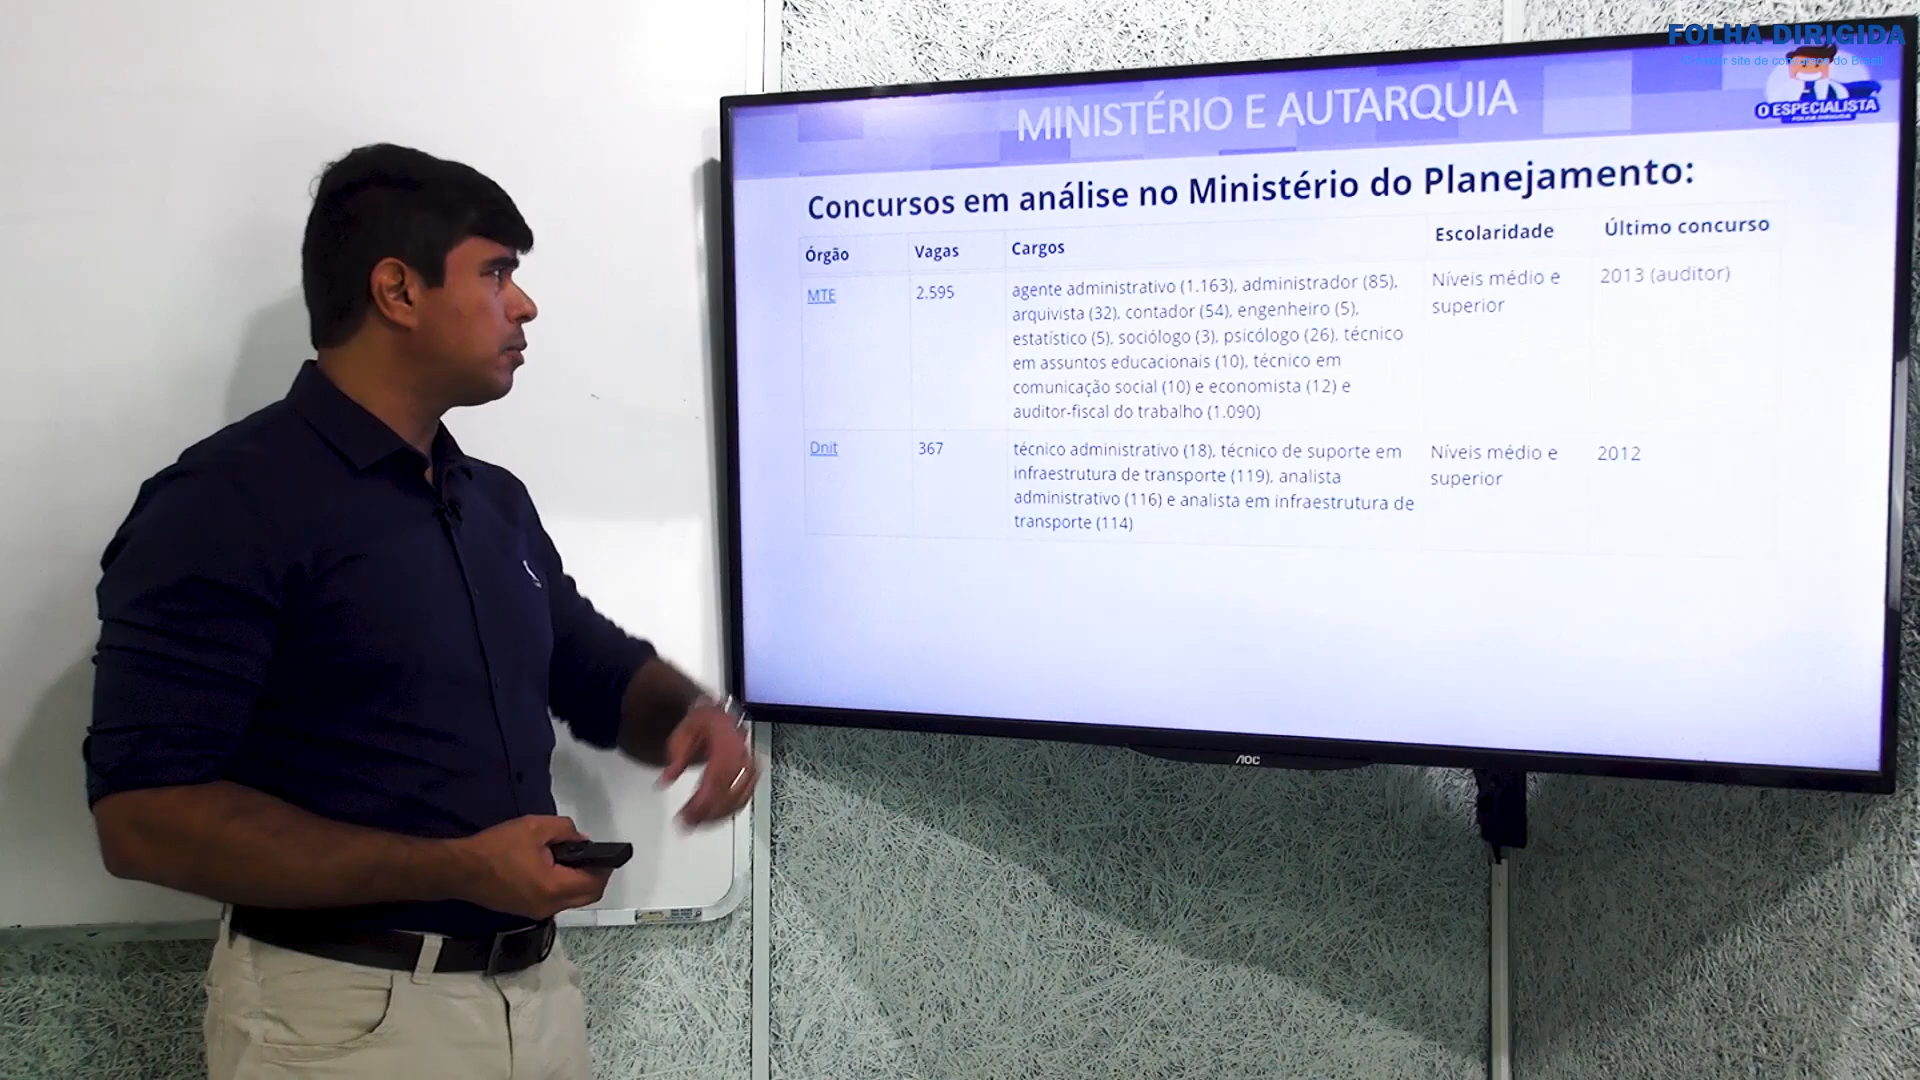 FOLHA DIRIGIDA
MINISTÉRIO E AUTARQUIA
O ESPECIALISTA
FOLHA DIRIGIDA
Concursos em análise no Ministério do Planejamento:
Órgão Vagas Cargos Escolaridade Último concurso
MTE 2.595 agente administrativo (1.163), administrador (85), Níveis médio e 2013 (auditor)
arquivista (32), contador (54), engenheiro (5), superior
estatístico (5), sociólogo (3), psicólogo (26), técnico
em assuntos educacionais (10), técnico em
comunicação social (10) e economista (12) e
auditor-fiscal do trabalho (1.090)
Dnit 367 técnico administrativo (18), técnico de suporte em Níveis médio e 2012
infraestrutura de transporte (119), analista superior
administrativo (116) e analista em infraestrutura de
transporte (114)
AOC